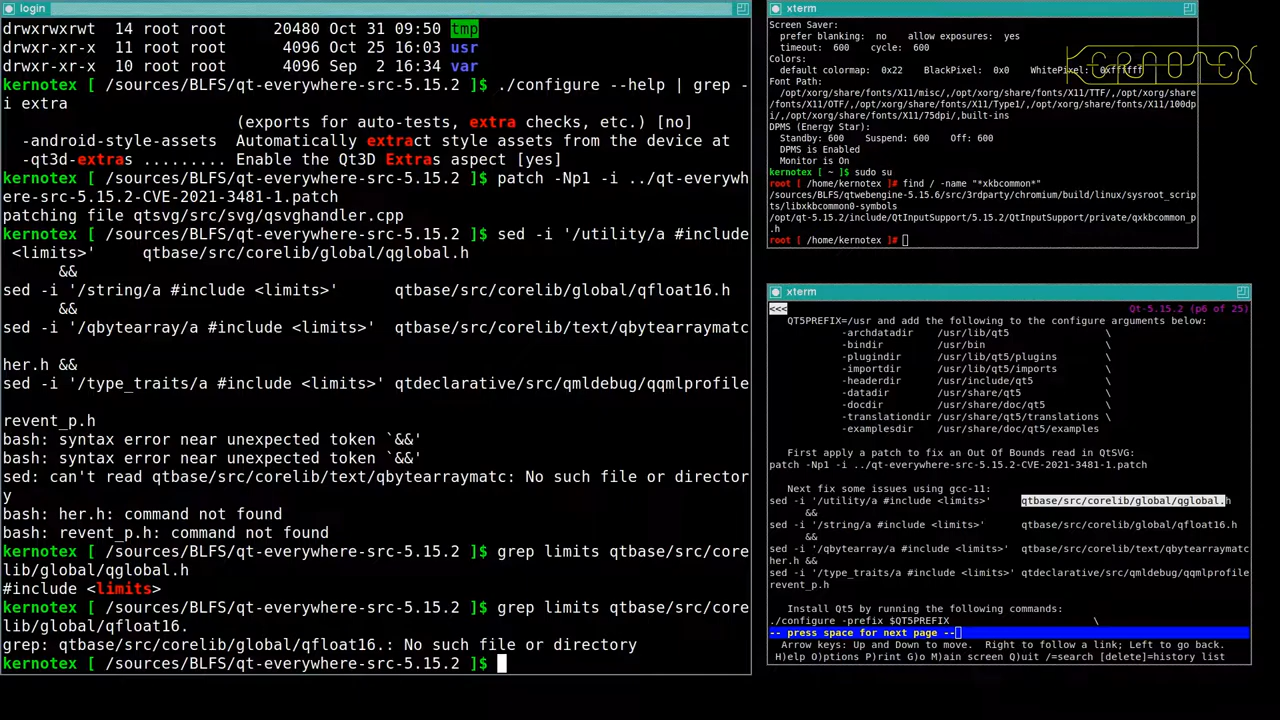 login
drwxrwxrwt  14 root root      20480 Oct 31 09:50 tmp
drwxr-xr-x  11 root root       4096 Oct 25 16:03 usr
drwxr-xr-x  10 root root       4096 Sep  2 16:34 var
kernotex [ /sources/BLFS/qt-everywhere-src-5.15.2 ]$ ./configure --help | grep -
i extra
                         (exports for auto-tests, extra checks, etc.) [no]
  -android-style-assets  Automatically extract style assets from the device at
  -qt3d-extras ......... Enable the Qt3D Extras aspect [yes]
kernotex [ /sources/BLFS/qt-everywhere-src-5.15.2 ]$ patch -Np1 -i ../qt-everywh
ere-src-5.15.2-CVE-2021-3481-1.patch
patching file qtsvg/src/svg/qsvghandler.cpp
kernotex [ /sources/BLFS/qt-everywhere-src-5.15.2 ]$ sed -i '/utility/a #include
 <limits>'     qtbase/src/corelib/global/qglobal.h
      &&
sed -i '/string/a #include <limits>'      qtbase/src/corelib/global/qfloat16.h
      &&
sed -i '/qbytearray/a #include <limits>'  qtbase/src/corelib/text/qbytearraymatc
her.h &&
sed -i '/type_traits/a #include <limits>' qtdeclarative/src/qmldebug/qqmlprofile
revent_p.h
bash: syntax error near unexpected token `&&'
bash: syntax error near unexpected token `&&'
sed: can't read qtbase/src/corelib/text/qbytearraymatc: No such file or director
y
bash: her.h: command not found
bash: revent_p.h: command not found
kernotex [ /sources/BLFS/qt-everywhere-src-5.15.2 ]$ grep limits qtbase/src/core
lib/global/qglobal.h
#include <limits>
kernotex [ /sources/BLFS/qt-everywhere-src-5.15.2 ]$ grep limits qtbase/src/core
lib/global/qfloat16.
grep: qtbase/src/corelib/global/qfloat16.: No such file or directory
kernotex [ /sources/BLFS/qt-everywhere-src-5.15.2 ]$
xterm
Screen Saver:
  prefer blanking:  no    allow exposures:  yes
  timeout:  600    cycle:  600
Colors:
  default colormap:  0x22    BlackPixel:  0x0    WhitePixel:  0xffffff
KERNOTEX
Font Path:
  /opt/xorg/share/fonts/X11/misc/,/opt/xorg/share/fonts/X11/TTF/,/opt/xorg/share
/fonts/X11/OTF/,/opt/xorg/share/fonts/X11/Type1/,/opt/xorg/share/fonts/X11/100dp
i/,/opt/xorg/share/fonts/X11/75dpi/,built-ins
DPMS (Energy Star):
  Standby: 600    Suspend: 600    Off: 600
  DPMS is Enabled
  Monitor is On
kernotex [ ~ ]$ sudo su
root [ /home/kernotex ]# find / -name "*xkbcommon*"
/sources/BLFS/qtwebengine-5.15.6/src/3rdparty/chromium/build/linux/sysroot_scrip
ts/libxkbcommon0-symbols
/opt/qt-5.15.2/include/QtInputSupport/5.15.2/QtInputSupport/private/qxkbcommon_p
.h
root [ /home/kernotex ]#
xterm
<<<                                                         Qt-5.15.2 (p6 of 25)
   QT5PREFIX=/usr and add the following to the configure arguments below:
            -archdatadir    /usr/lib/qt5                \
            -bindir         /usr/bin                    \
            -plugindir      /usr/lib/qt5/plugins        \
            -importdir      /usr/lib/qt5/imports        \
            -headerdir      /usr/include/qt5            \
            -datadir        /usr/share/qt5              \
            -docdir         /usr/share/doc/qt5          \
            -translationdir /usr/share/qt5/translations \
            -examplesdir    /usr/share/doc/qt5/examples
   First apply a patch to fix an Out Of Bounds read in QtSVG:
patch -Np1 -i ../qt-everywhere-src-5.15.2-CVE-2021-3481-1.patch
   Next fix some issues using gcc-11:
sed -i '/utility/a #include <limits>'     qtbase/src/corelib/global/qglobal.h
      &&
sed -i '/string/a #include <limits>'      qtbase/src/corelib/global/qfloat16.h
      &&
sed -i '/qbytearray/a #include <limits>'  qtbase/src/corelib/text/qbytearraymatc
her.h &&
sed -i '/type_traits/a #include <limits>' qtdeclarative/src/qmldebug/qqmlprofile
revent_p.h
   Install Qt5 by running the following commands:
./configure -prefix $QT5PREFIX                        \
-- press space for next page --
  Arrow keys: Up and Down to move.  Right to follow a link; Left to go back.
 H)elp O)ptions P)rint G)o M)ain screen Q)uit /=search [delete]=history list